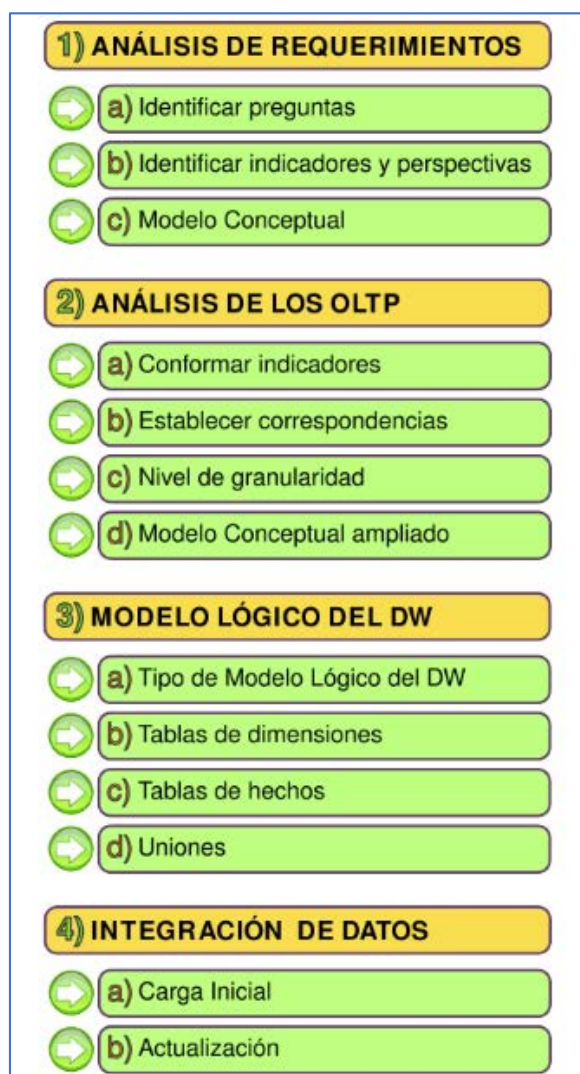 1) ANÁLISIS DE REQUERIMIENTOS
a) Identificar preguntas
b) Identificar indicadores y perspectivas
c) Modelo Conceptual
2) ANÁLISIS DE LOS OLTP
a) Conformar indicadores
b) Establecer correspondencias
c) Nivel de granularidad
d) Modelo Conceptual ampliado
3) MODELO LÓGICO DEL DW
a) Tipo de Modelo Lógico del DW
b) Tablas de dimensiones
c) Tablas de hechos
d) Uniones
4) INTEGRACIÓN DE DATOS
a) Carga Inicial
b) Actualización